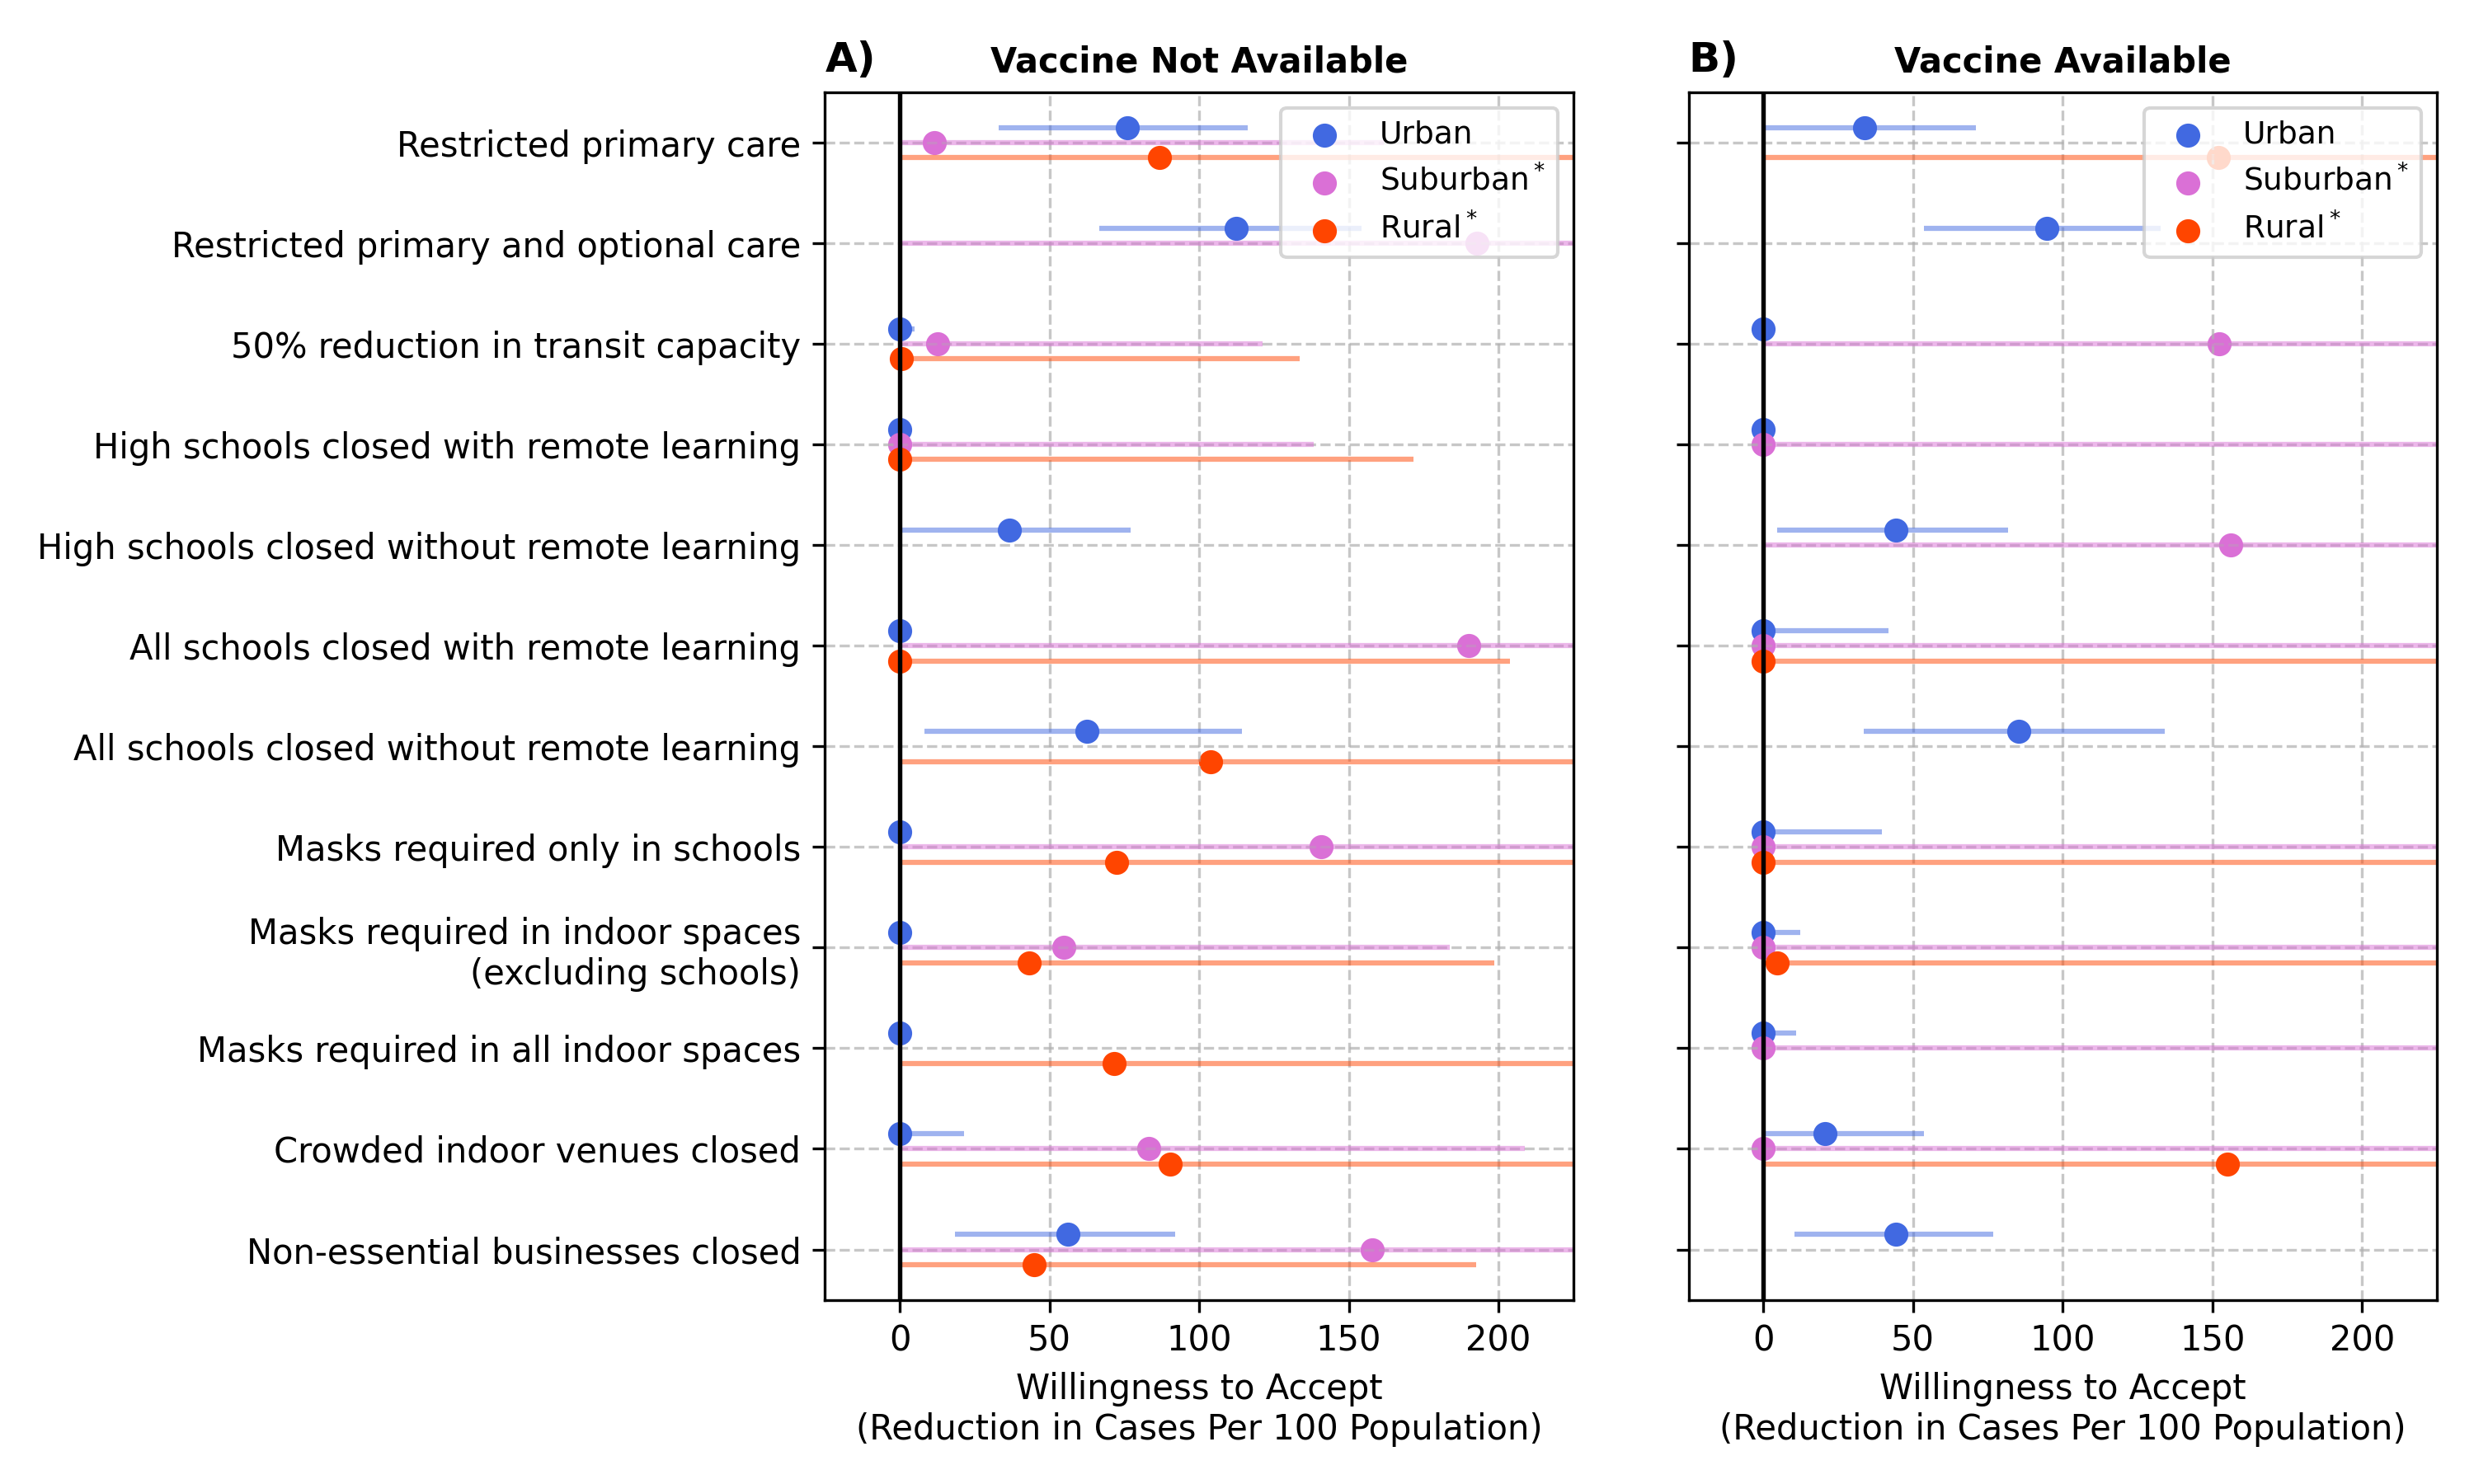 A) Vaccine Not Available
B) Vaccine Available
Urban
Suburban*
Rural*
Urban
Suburban*
Rural*
Restricted primary care
Restricted primary and optional care
50% reduction in transit capacity
High schools closed with remote learning
High schools closed without remote learning
All schools closed with remote learning
All schools closed without remote learning
Masks required only in schools
Masks required in indoor spaces
(excluding schools)
Masks required in all indoor spaces
Crowded indoor venues closed
Non-essential businesses closed
0 50 100 150 200
Willingness to Accept
(Reduction in Cases Per 100 Population)
0 50 100 150 200
Willingness to Accept
(Reduction in Cases Per 100 Population)